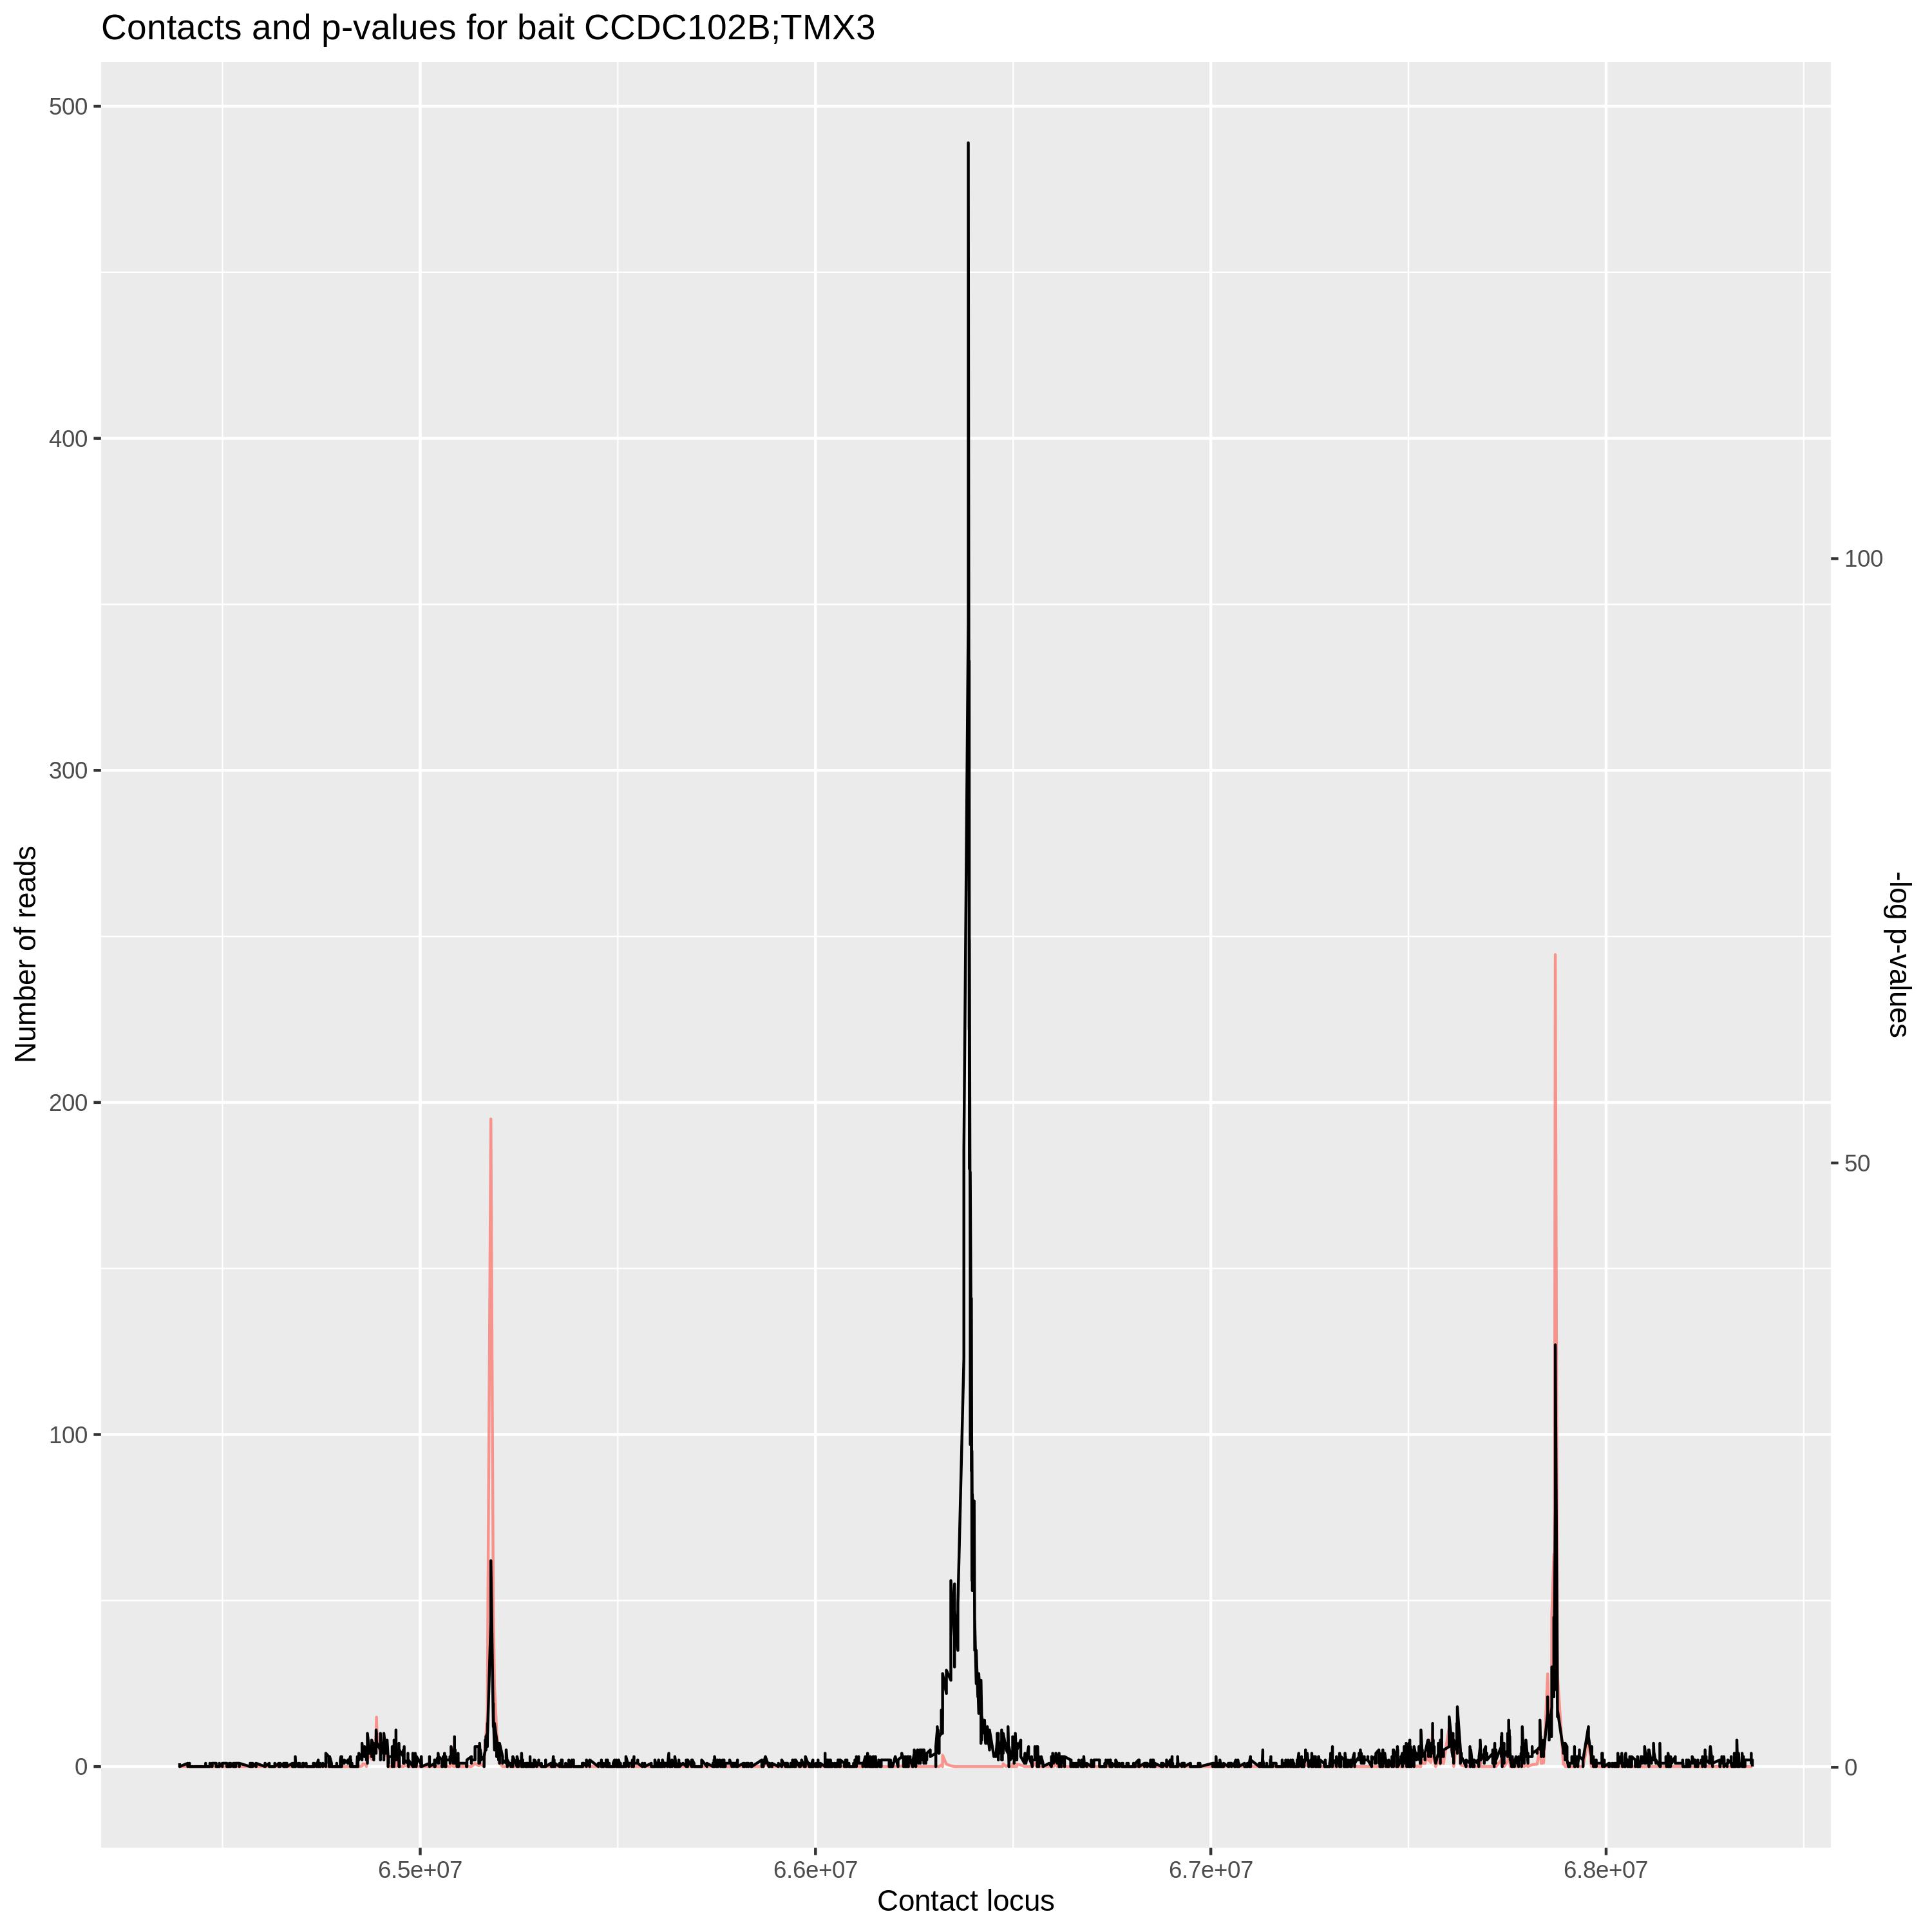 Contacts and p-values for bait CCDC102B;TMX3
500
400
300
200
100
0
Number of reads
100
50
0
-log p-values
6.5e+07
6.6e+07
6.7e+07
6.8e+07
Contact locus